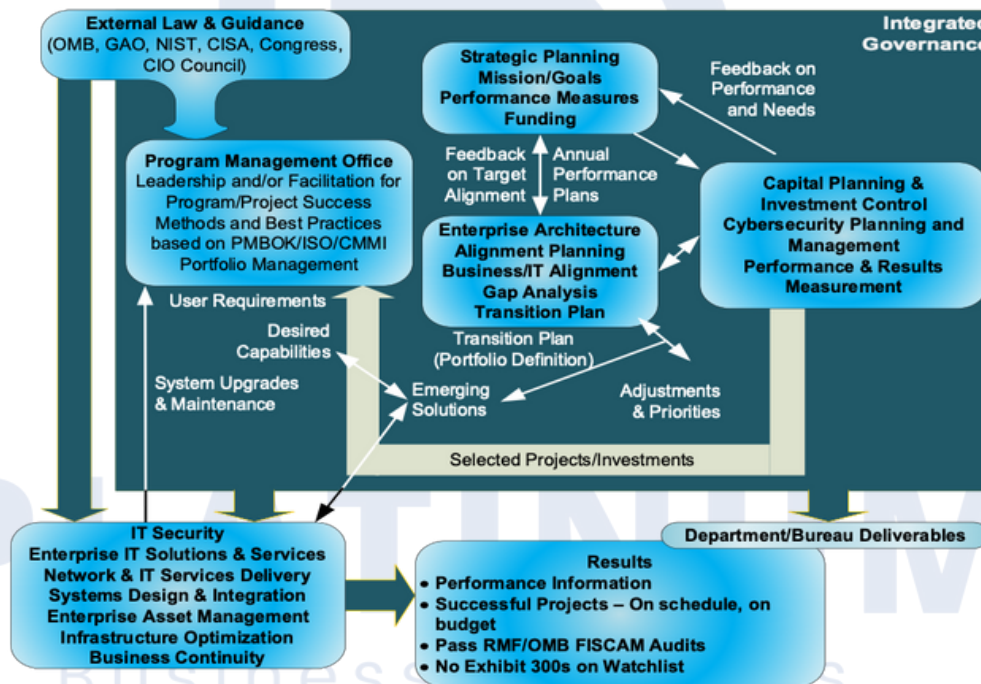 External Law & Guidance
(OMB, GAO, NIST, CISA, Congress,
CIO Council)
Integrated
Governance
Strategic Planning
Mission/Goals
Performance Measures
Funding
Feedback on
Performance
and Needs
Program Management Office
Leadership and/or Facilitation for
Program/Project Success
Methods and Best Practices
based on PMBOK/ISO/CMMI
Portfolio Management
Feedback
on Target
Alignment
Annual
Performance
Plans
Capital Planning &
Investment Control
Cybersecurity Planning and
Management
Performance & Results
Measurement
Enterprise Architecture
Alignment Planning
Business/IT Alignment
Gap Analysis
Transition Plan
User Requirements
Desired
Capabilities
System Upgrades
& Maintenance
Transition Plan
(Portfolio Definition)
Emerging
Solutions
Adjustments
& Priorities
Selected Projects/Investments
PLATINUM
IT Security
Enterprise IT Solutions & Services
Network & IT Services Delivery
Systems Design & Integration
Enterprise Asset Management
Infrastructure Optimization
Business Continuity
Department/Bureau Deliverables
Results
• Performance Information
• Successful Projects – On schedule, on
budget
• Pass RMF/OMB FISCAM Audits
• No Exhibit 300s on Watchlist